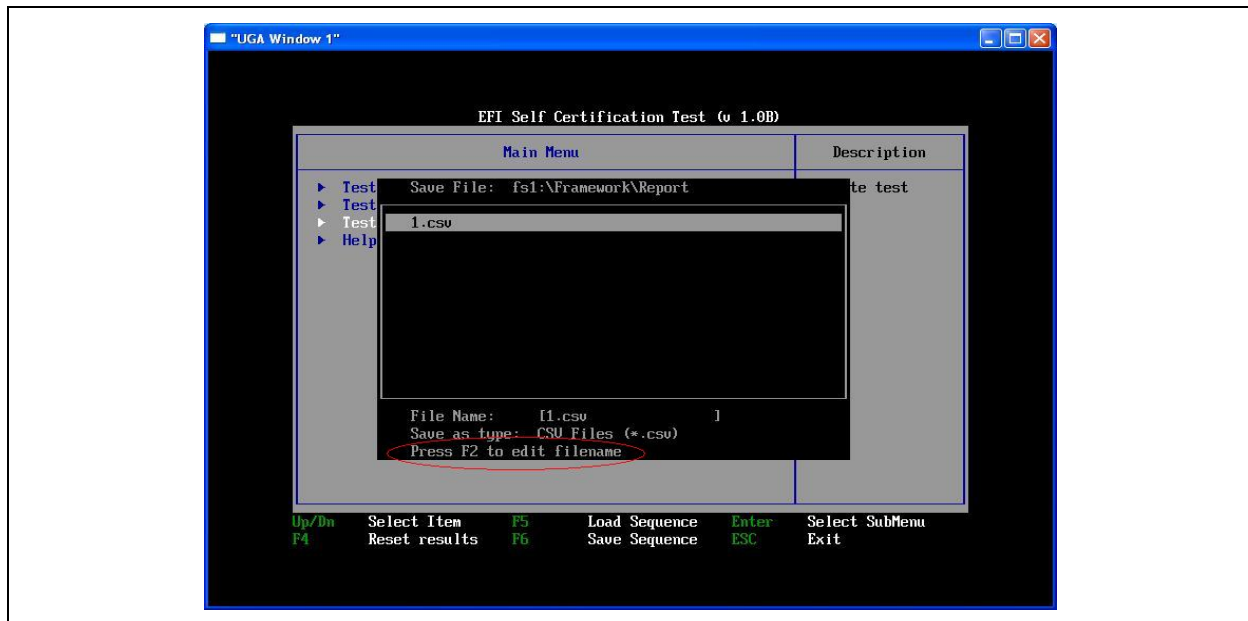 "UGA Window 1"
EFI Self Certification Test (v 1.0B)
Main Menu
Description
Test
Save File: fs1:\Framework\Report
te test
Test
Test
1.csv
Help
File Name: [1.csv ]
Save as type: CSV Files (*.csv)
Press F2 to edit filename
Up/Dn Select Item F5 Load Sequence Enter Select SubMenu
F4 Reset results F6 Save Sequence ESC Exit